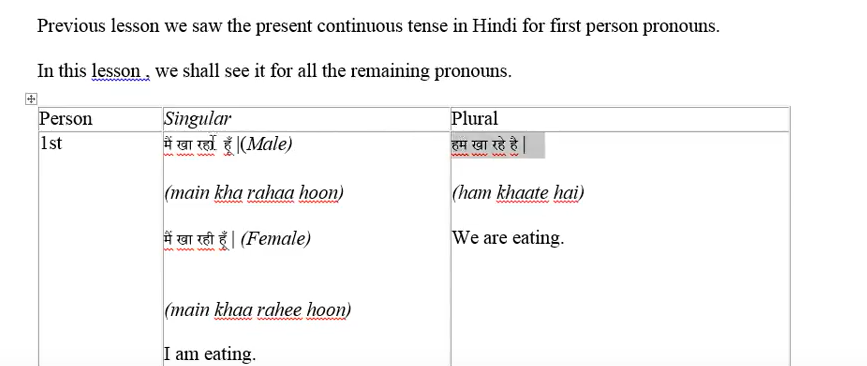 Previous lesson we saw the present continuous tense in Hindi for first person pronouns.
In this lesson , we shall see it for all the remaining pronouns.
Person Singular Plural
1st मैं खा रहा हूँ |(Male) हम खा रहे है |
(main kha rahaa hoon) (ham khaate hai)
मैं खा रही हूँ | (Female) We are eating.
(main khaa rahee hoon)
I am eating.